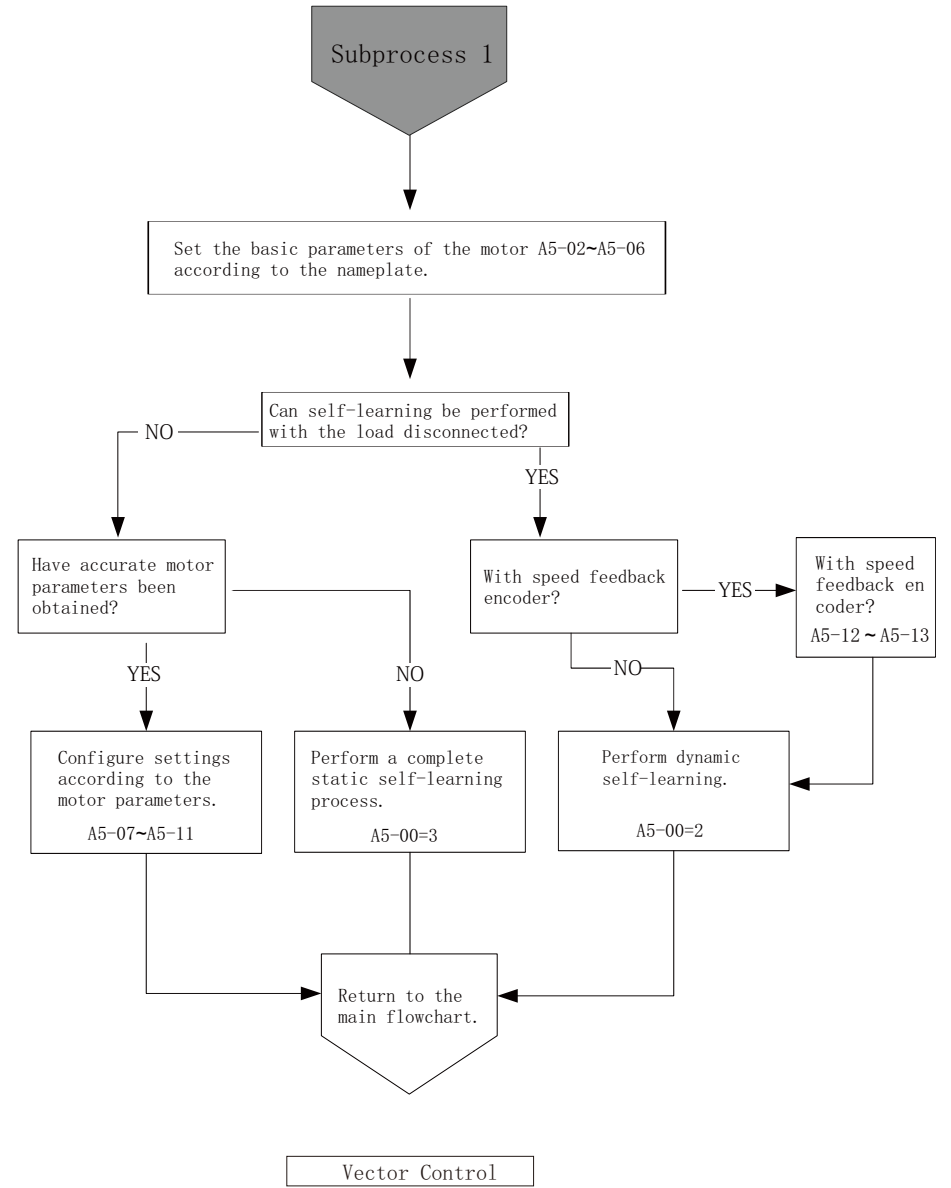 Subprocess 1
Set the basic parameters of the motor A5-02~A5-06
according to the nameplate.
Can self-learning be performed
with the load disconnected?
NO
YES
Have accurate motor
parameters been
obtained?
With speed feedback
encoder?
YES
With speed
feedback en
coder?
A5-12~A5-13
YES
NO
NO
Configure settings
according to the
motor parameters.
A5-07~A5-11
Perform a complete
static self-learning
process.
A5-00=3
Perform dynamic
self-learning.
A5-00=2
Return to the
main flowchart.
Vector Control